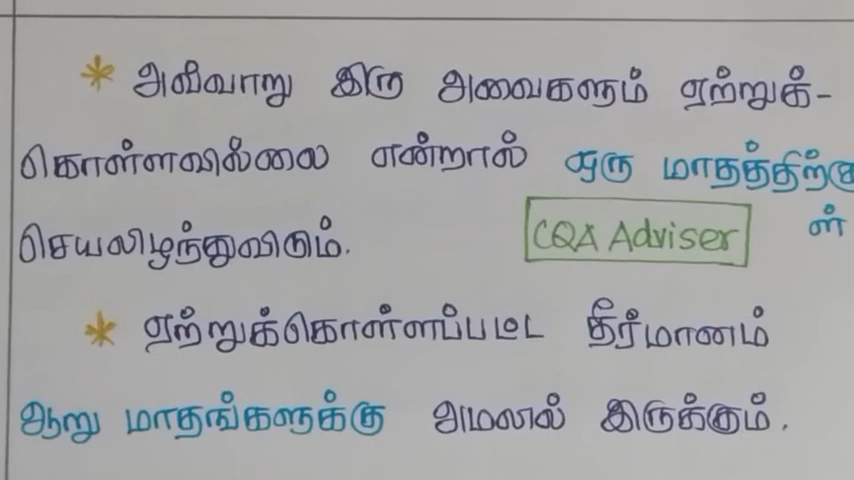 * அவ்வாறு இரு அவைகளும் ஏற்றுக்-
கொள்ளவில்லை என்றால் ஒரு மாதத்திற்கு
ள்
செயலிழந்துவிடும்.
CQA Adviser
* ஏற்றுக்கொள்ளப்பட்ட தீர்மானம்
ஆறு மாதங்களுக்கு அமலில் இருக்கும்.